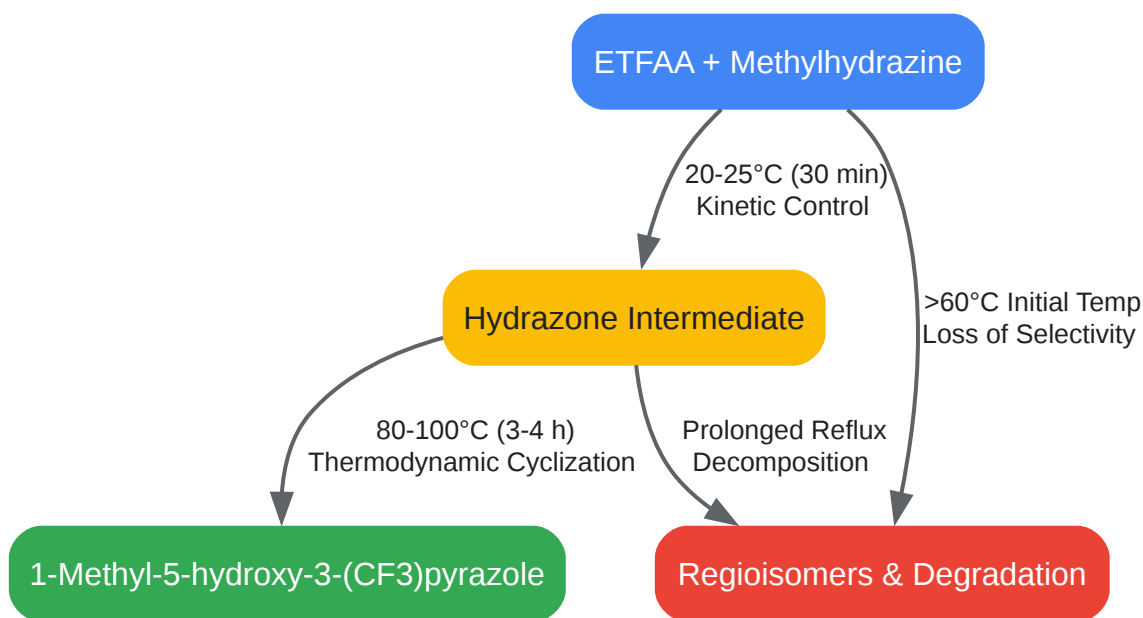 ETFAA + Methylhydrazine
20-25°C (30 min)
Kinetic Control
>60°C Initial Temp
Loss of Selectivity
Hydrazone Intermediate
80-100°C (3-4 h)
Thermodynamic Cyclization
Prolonged Reflux
Decomposition
1-Methyl-5-hydroxy-3-(CF3)pyrazole
Regioisomers & Degradation